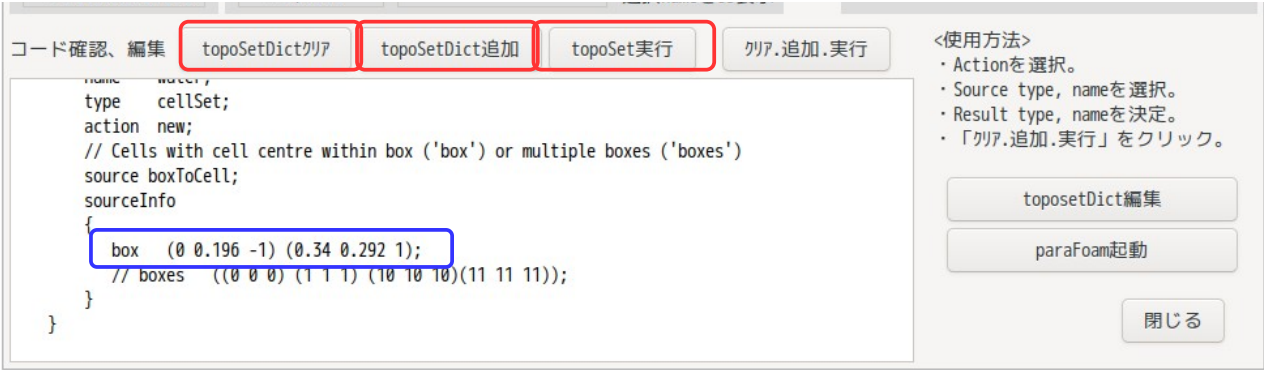 コード確認、編集 topoSetDictｸﾘｱ topoSetDict追加 topoSet実行 ｸﾘｱ.追加.実行
name water;
type cellSet;
action new;
// Cells with cell centre within box ('box') or multiple boxes ('boxes')
source boxToCell;
sourceInfo
{
box (0 0.196 -1) (0.34 0.292 1);
// boxes ((0 0 0) (1 1 1) (10 10 10)(11 11 11));
}
}
<使用方法>
・Actionを選択。
・Source type, nameを選択。
・Result type, nameを決定。
・「ｸﾘｱ.追加.実行」をクリック。
toposetDict編集
paraFoam起動
閉じる